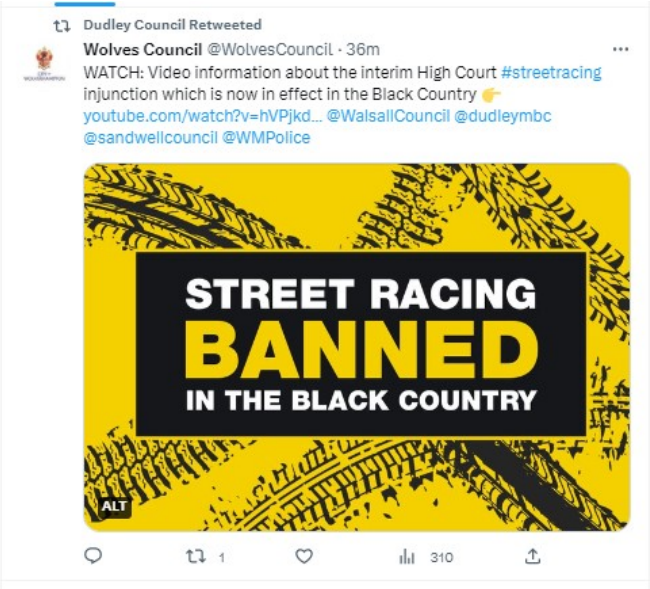 Dudley Council Retweeted
Wolves Council @WolvesCouncil · 36m
WATCH: Video information about the interim High Court #streetracing
injunction which is now in effect in the Black Country 👉
youtube.com/watch?v=hVPjkd... @WalsallCouncil @dudleymbc
@sandwellcouncil @WMPolice
STREET RACING
BANNED
IN THE BLACK COUNTRY
ALT
1
310